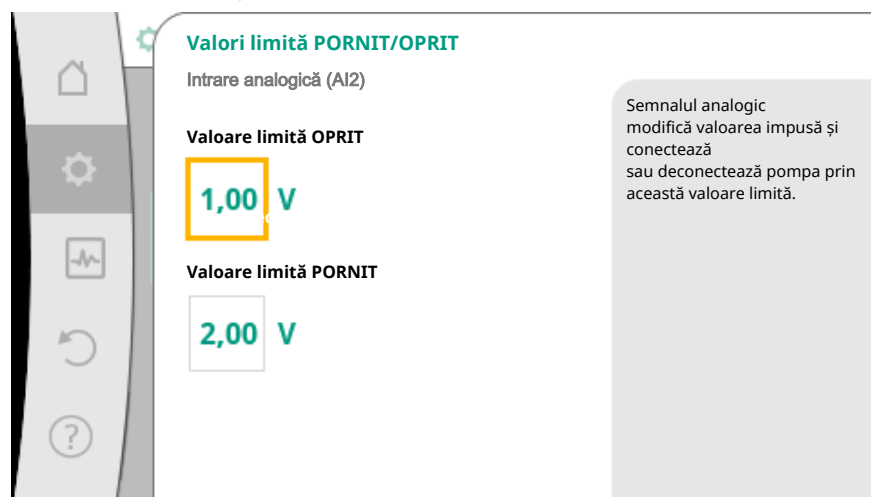 Valori limită PORNIT/OPRIT
Intrare analogică (AI2)
Valoare limită OPRIT
1,00 V
Valoare limită PORNIT
2,00 V
Semnalul analogic
modifică valoarea impusă și
conectează
sau deconectează pompa prin
această valoare limită.
?